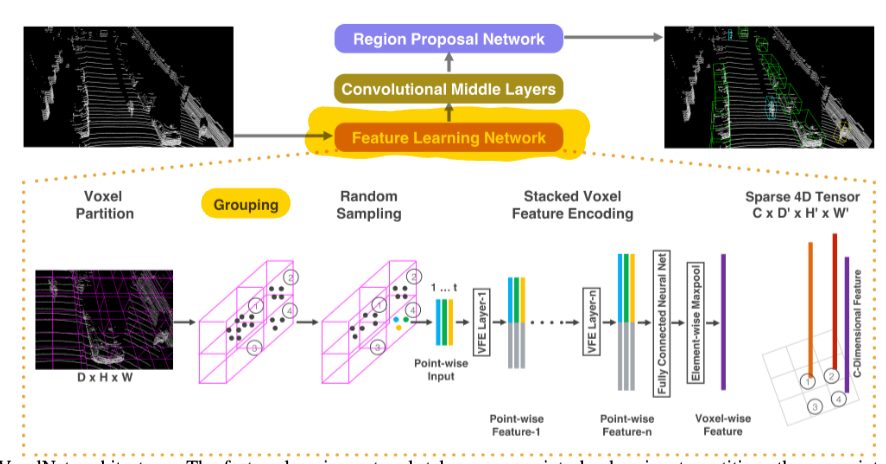 Region Proposal Network
Convolutional Middle Layers
Feature Learning Network
Voxel
Partition
Grouping
Random
Sampling
Stacked Voxel
Feature Encoding
Sparse 4D Tensor
C x D' x H' x W'
D x H x W
1
2
3
4
1
2
3
4
1 ... t
Point-wise
Input
VFE Layer-1
Point-wise
Feature-1
VFE Layer-n
Point-wise
Feature-n
Fully Connected Neural Net
Element-wise Maxpool
Voxel-wise
Feature
C-Dimensional Feature
1
2
3
4